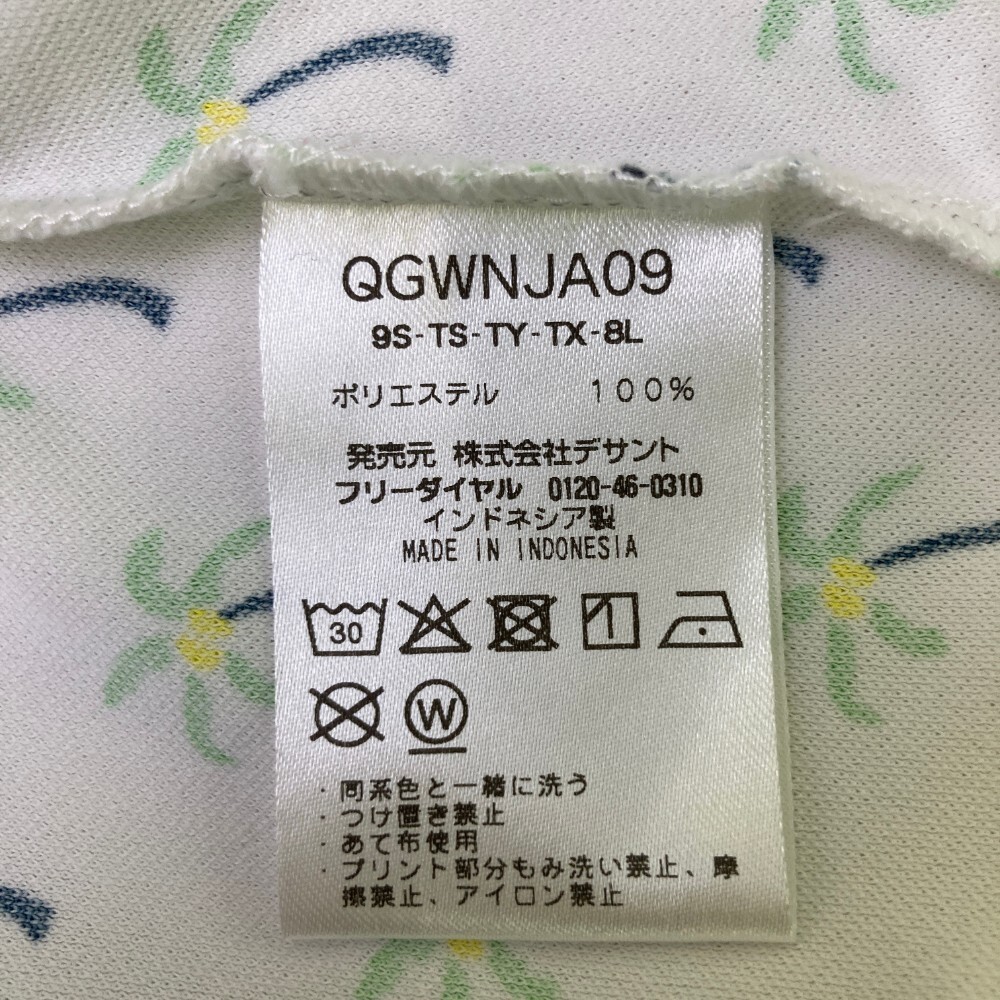 QGWNJA09
9S-TS-TY-TX-8L
ポリエステル １００％
発売元 株式会社デサント
フリーダイヤル 0120-46-0310
インドネシア製
MADE IN INDONESIA
30
W
・同系色と一緒に洗う
・つけ置き禁止
・あて布使用
・プリント部分もみ洗い禁止、摩
擦禁止、アイロン禁止